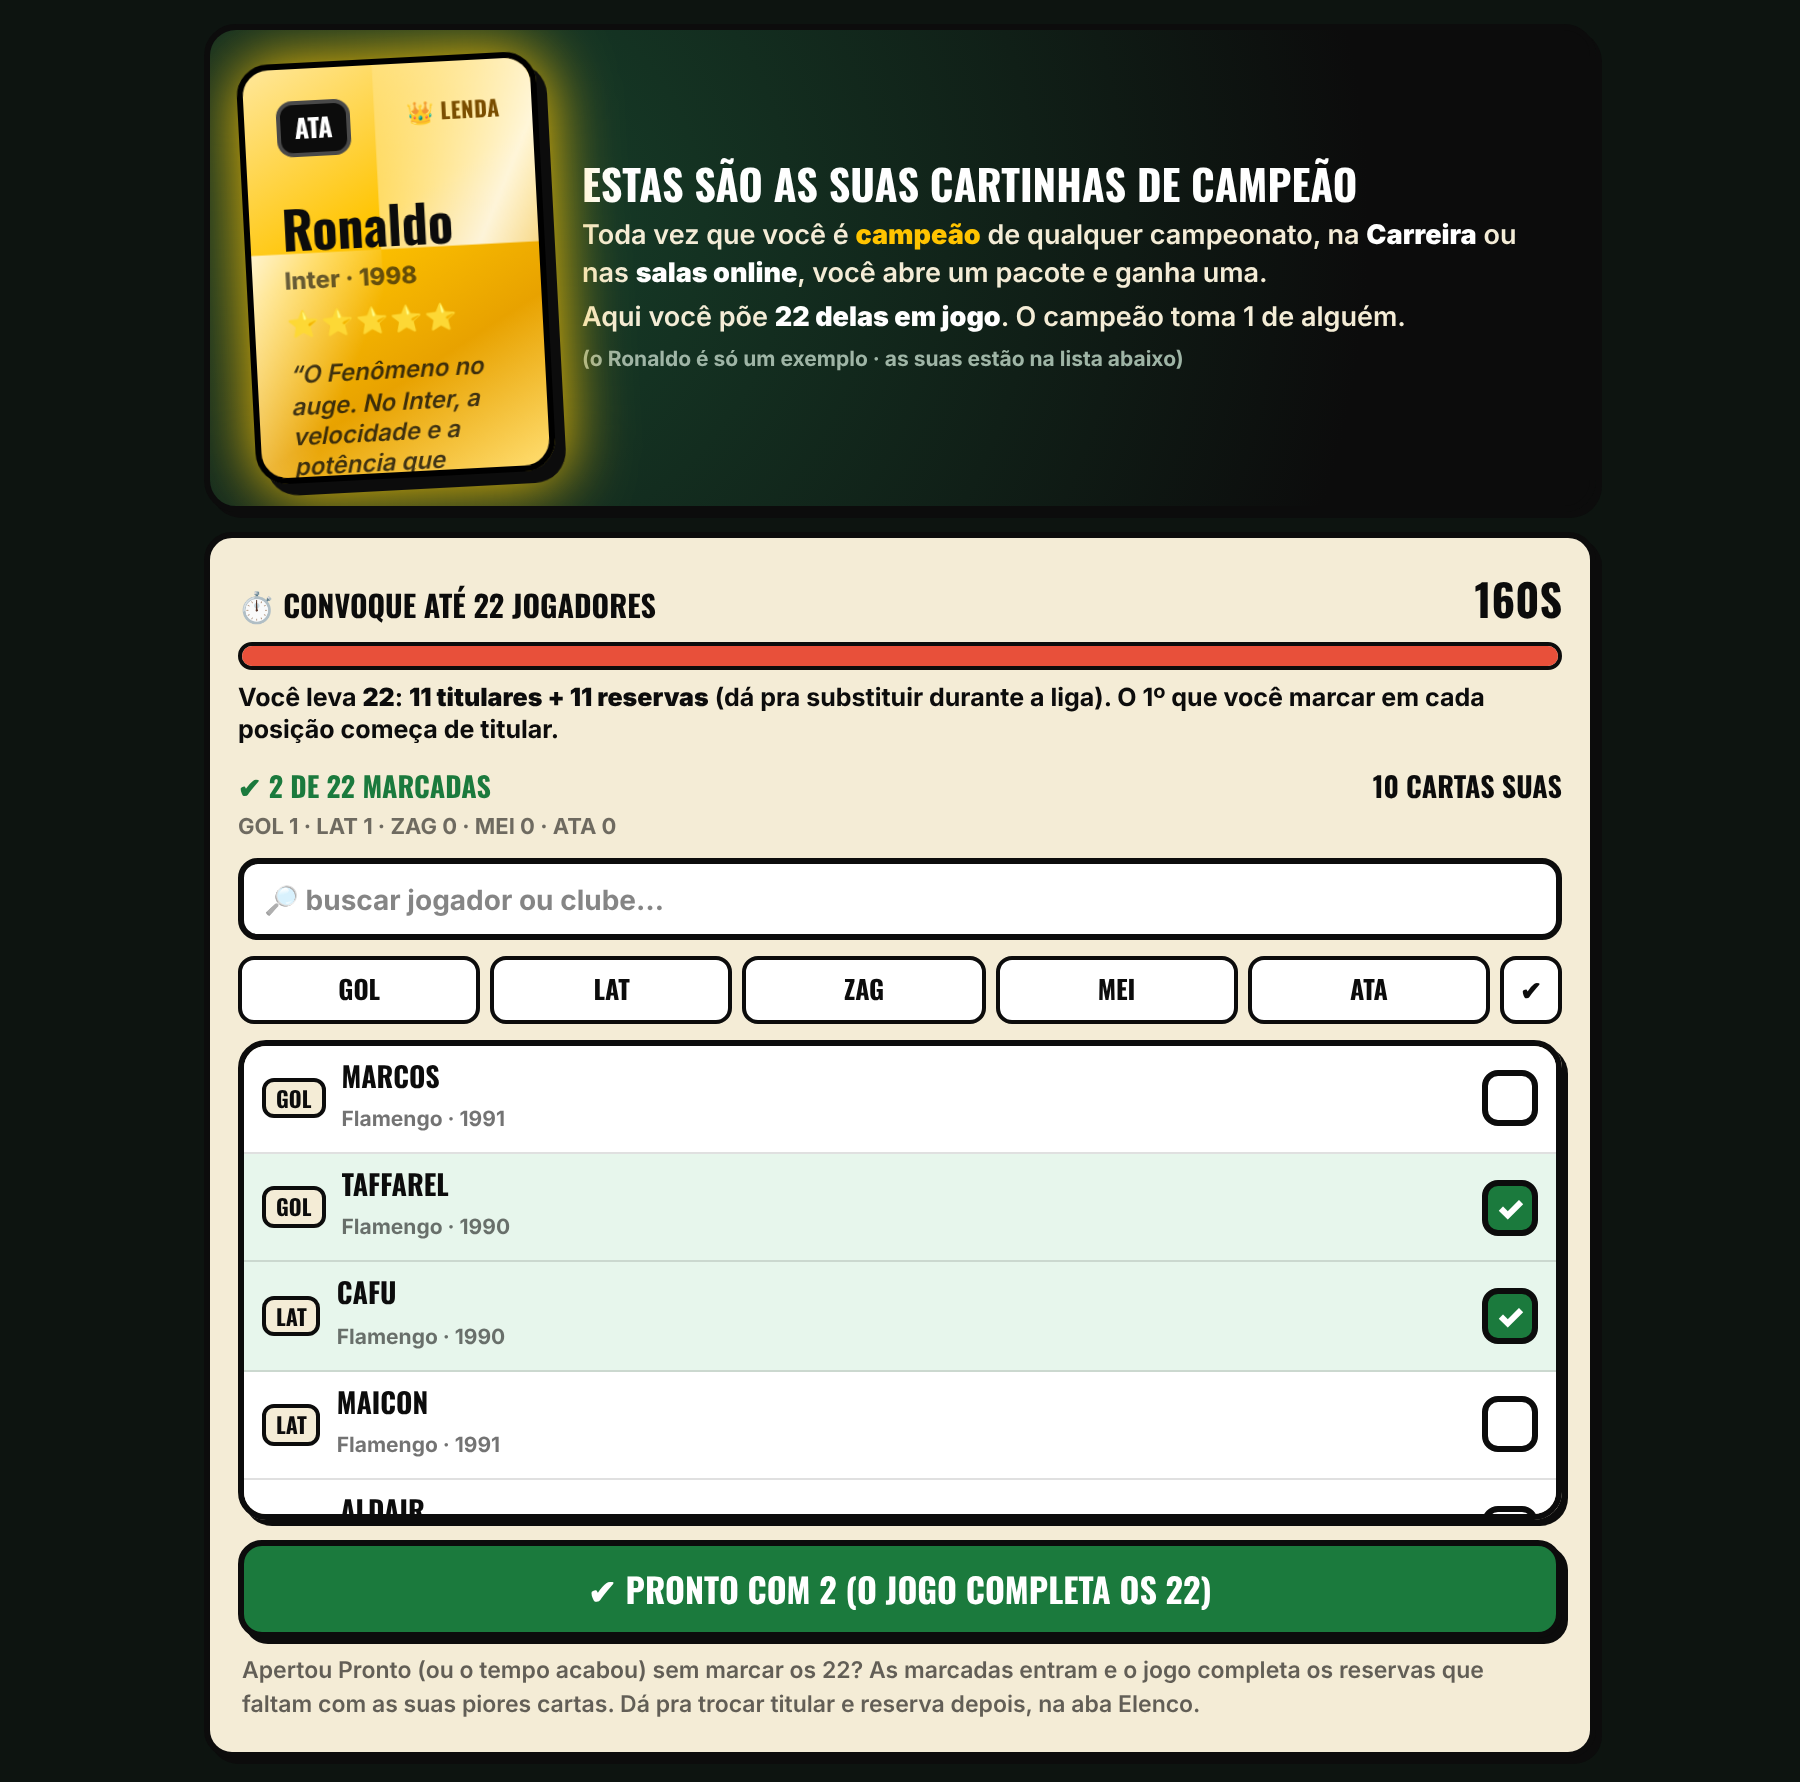 ATA
👑 LENDA
Ronaldo
Inter · 1998
⭐⭐⭐⭐⭐
“O Fenômeno no
auge. No Inter, a
velocidade e a
potência que
ESTAS SÃO AS SUAS CARTINHAS DE CAMPEÃO
Toda vez que você é campeão de qualquer campeonato, na Carreira ou
nas salas online, você abre um pacote e ganha uma.
Aqui você põe 22 delas em jogo. O campeão toma 1 de alguém.
(o Ronaldo é só um exemplo · as suas estão na lista abaixo)
⏱️ CONVOQUE ATÉ 22 JOGADORES
160S
Você leva 22: 11 titulares + 11 reservas (dá pra substituir durante a liga). O 1º que você marcar em cada
posição começa de titular.
✔ 2 DE 22 MARCADAS
10 CARTAS SUAS
GOL 1 · LAT 1 · ZAG 0 · MEI 0 · ATA 0
🔎 buscar jogador ou clube...
GOL
LAT
ZAG
MEI
ATA
✔
GOL
MARCOS
Flamengo · 1991
GOL
TAFFAREL
Flamengo · 1990
LAT
CAFU
Flamengo · 1990
LAT
MAICON
Flamengo · 1991
ALDAIR
✔ PRONTO COM 2 (O JOGO COMPLETA OS 22)
Apertou Pronto (ou o tempo acabou) sem marcar os 22? As marcadas entram e o jogo completa os reservas que
faltam com as suas piores cartas. Dá pra trocar titular e reserva depois, na aba Elenco.